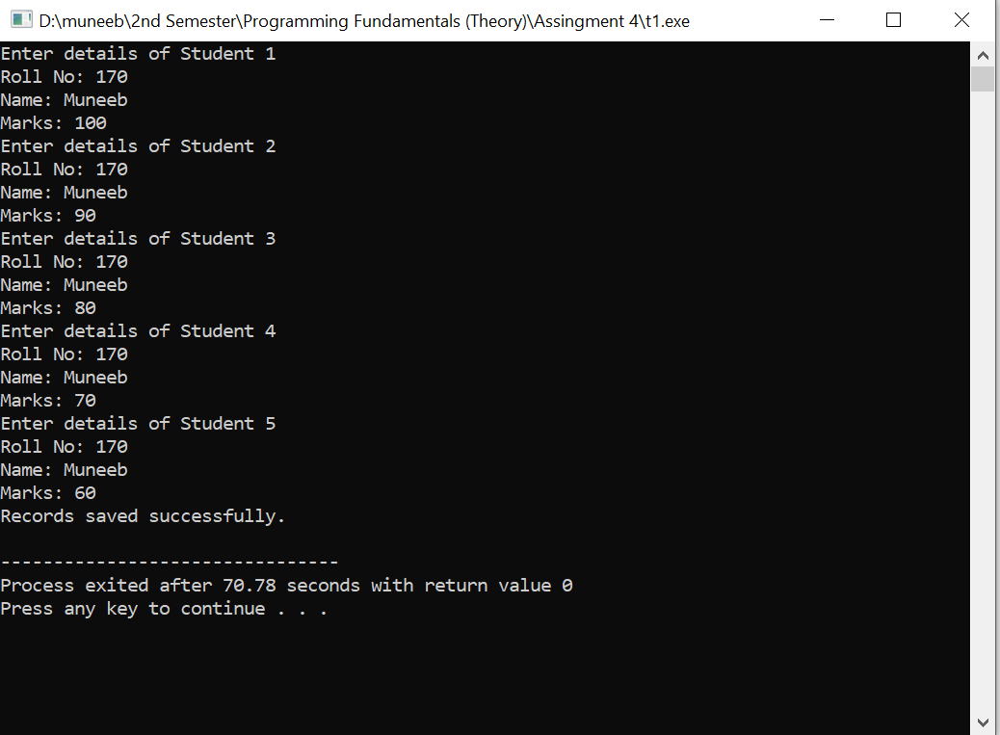 D:\muneeb\2nd Semester\Programming Fundamentals (Theory)\Assingment 4\t1.exe
Enter details of Student 1
Roll No: 170
Name: Muneeb
Marks: 100
Enter details of Student 2
Roll No: 170
Name: Muneeb
Marks: 90
Enter details of Student 3
Roll No: 170
Name: Muneeb
Marks: 80
Enter details of Student 4
Roll No: 170
Name: Muneeb
Marks: 70
Enter details of Student 5
Roll No: 170
Name: Muneeb
Marks: 60
Records saved successfully.
--------------------------------
Process exited after 70.78 seconds with return value 0
Press any key to continue . . .